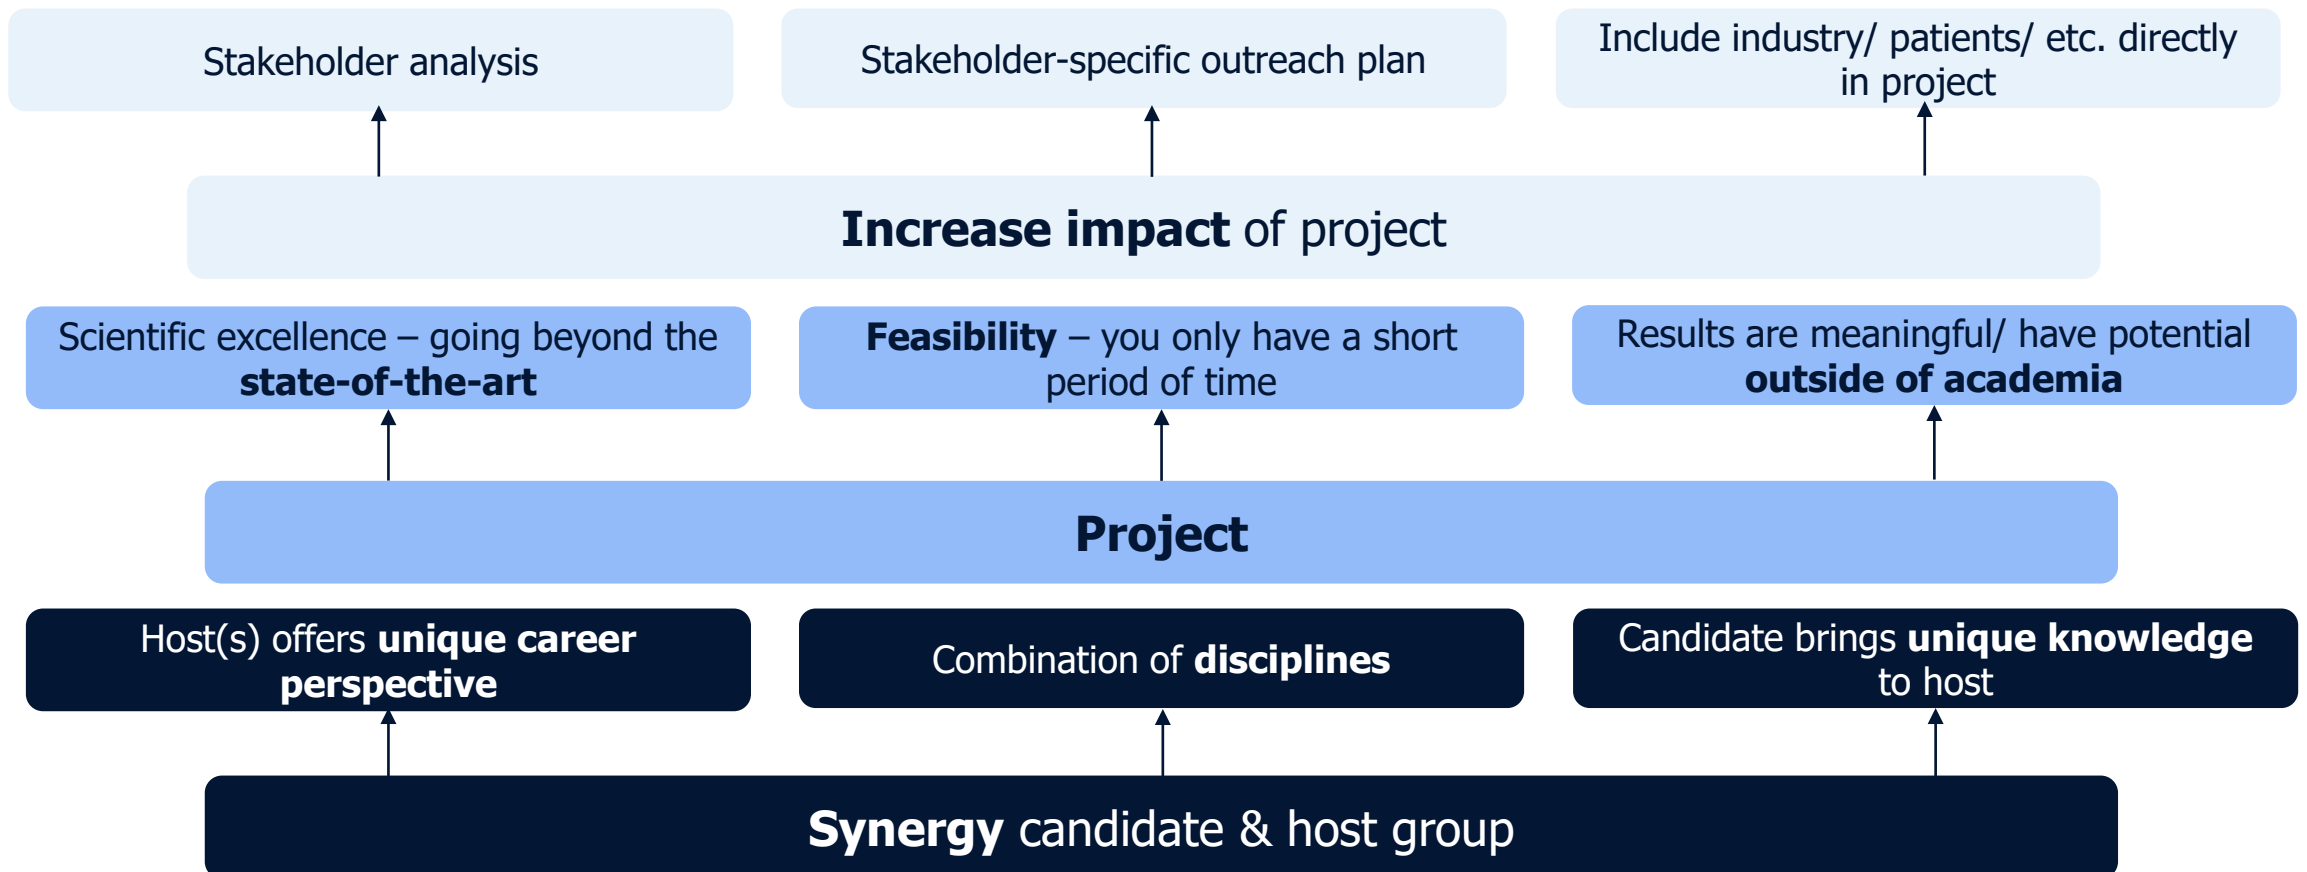 Stakeholder analysis
Stakeholder-specific outreach plan
Include industry/ patients/ etc. directly
in project
Increase impact of project
Scientific excellence – going beyond the
state-of-the-art
Feasibility – you only have a short
period of time
Results are meaningful/ have potential
outside of academia
Project
Host(s) offers unique career
perspective
Combination of disciplines
Candidate brings unique knowledge
to host
Synergy candidate & host group